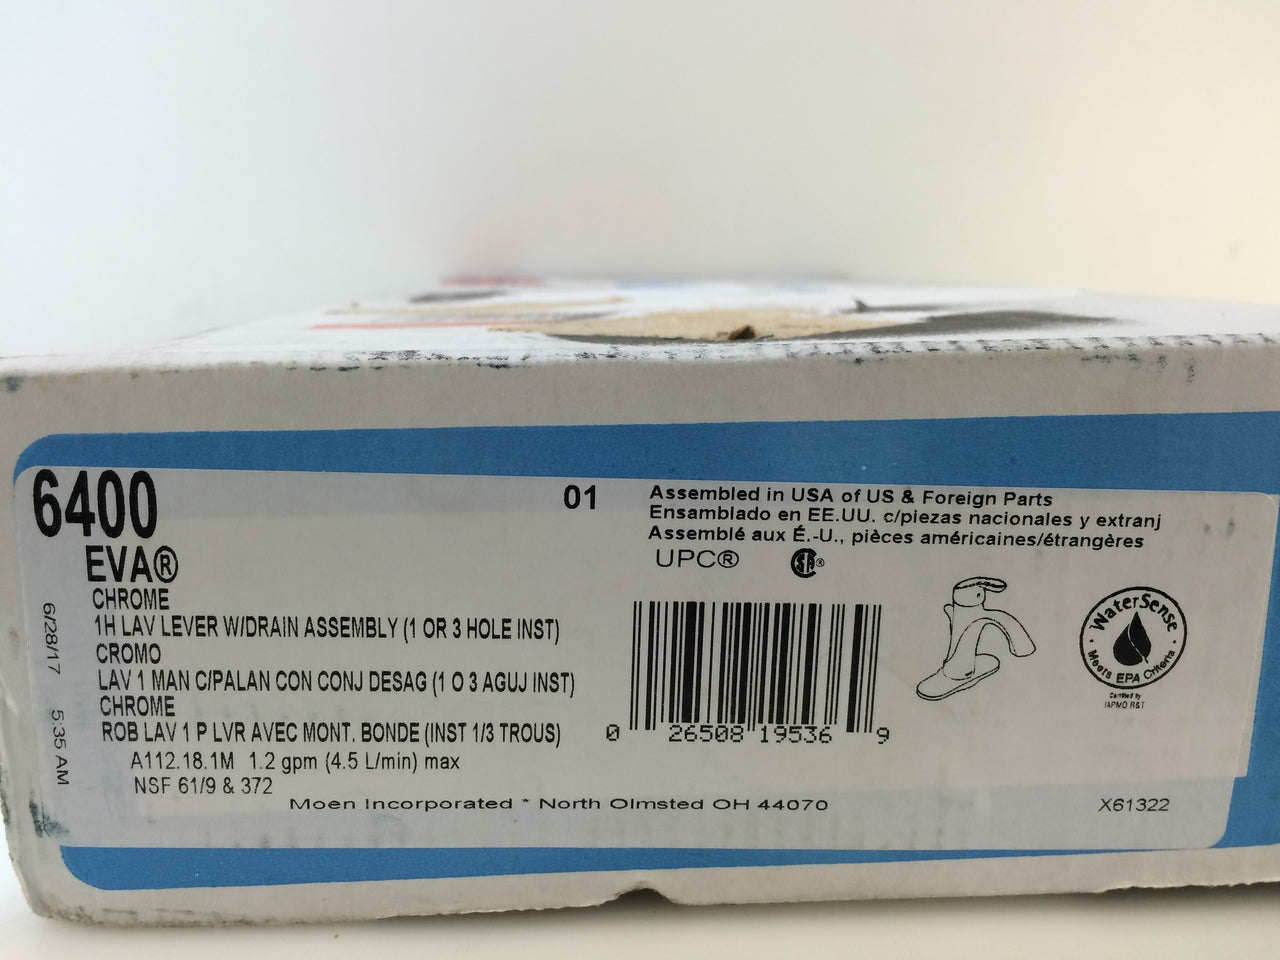 6400
01
EVA®
CHROME
1H LAV LEVER W/DRAIN ASSEMBLY (1 OR 3 HOLE INST)
CROMO
LAV 1 MAN C/PALAN CON CONJ DESAG (1 O 3 AGUJ INST)
CHROME
ROB LAV 1 P LVR AVEC MONT. BONDE (INST 1/3 TROUS)
A112.18.1M 1.2 gpm (4.5 L/min) max
NSF 61/9 & 372
6/28/17 5:35 AM
Assembled in USA of US & Foreign Parts
Ensamblado en EE.UU. c/piezas nacionales y extranj
Assemblé aux É.-U., pièces américaines/étrangères
UPC® SA®
0 26508 19536 9
WaterSense
Meets EPA Criteria
Certified by
IAPMO R&T
Moen Incorporated * North Olmsted OH 44070
X61322